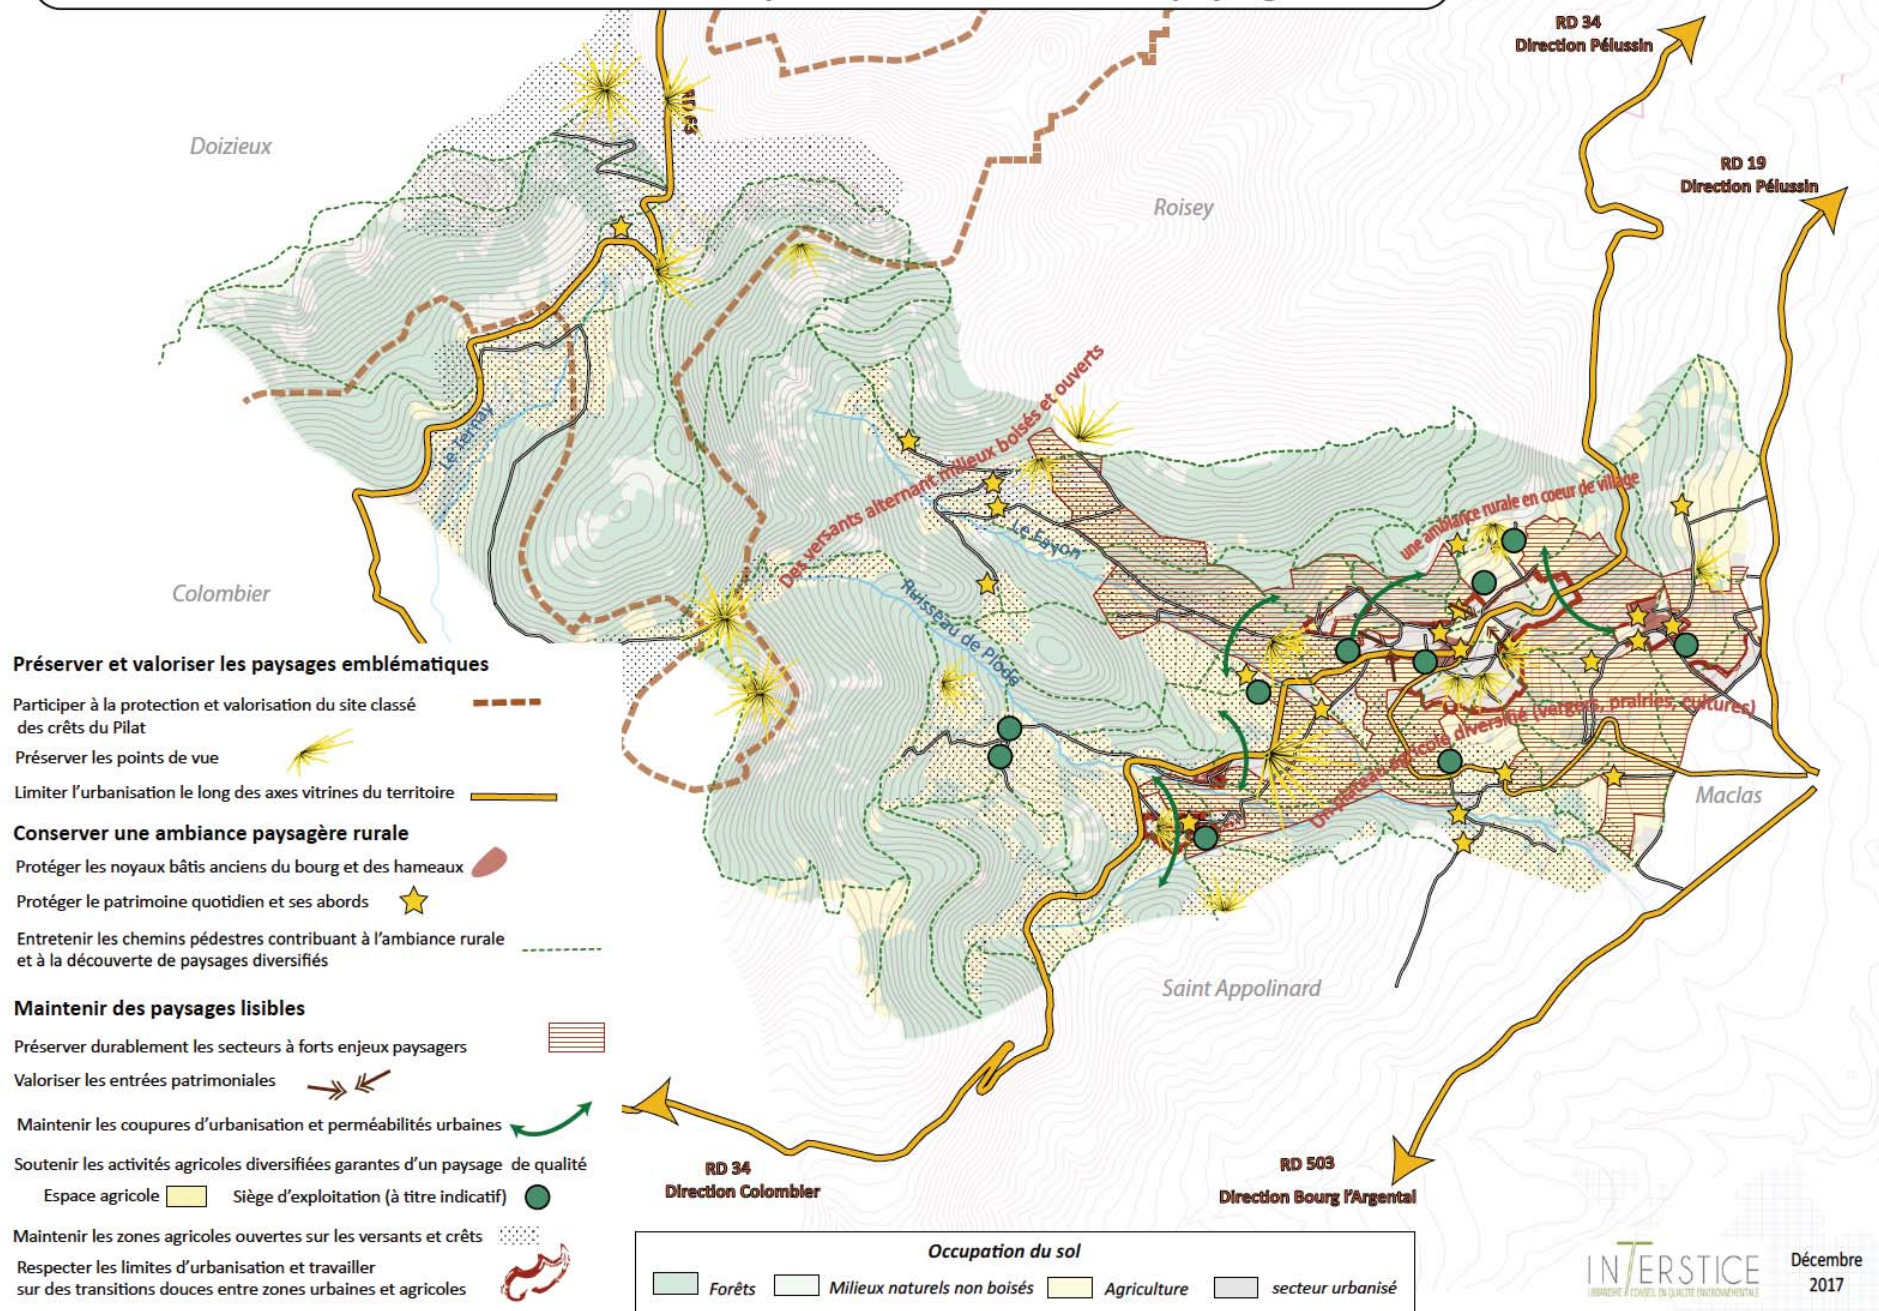 RD 34
Direction Pélussin
RD 19
Direction Pélussin
Doizieux
Roisey
Le Ternay
Des versants alternant milieux boisés et ouverts
Le Fayon
une ambiance rurale en coeur de village
Colombier
Ruisseau de Plode
Un plateau agricole diversifié (vergers, prairies, cultures)
Maclas
Saint Appolinard
Préserver et valoriser les paysages emblématiques
Participer à la protection et valorisation du site classé
des crêts du Pilat
Préserver les points de vue
Limiter l'urbanisation le long des axes vitrines du territoire
Conserver une ambiance paysagère rurale
Protéger les noyaux bâtis anciens du bourg et des hameaux
Protéger le patrimoine quotidien et ses abords
Entretenir les chemins pédestres contribuant à l'ambiance rurale
et à la découverte de paysages diversifiés
Maintenir des paysages lisibles
Préserver durablement les secteurs à forts enjeux paysagers
Valoriser les entrées patrimoniales
Maintenir les coupures d'urbanisation et perméabilités urbaines
Soutenir les activités agricoles diversifiées garantes d'un paysage de qualité
Espace agricole Siège d'exploitation (à titre indicatif)
Maintenir les zones agricoles ouvertes sur les versants et crêts
Respecter les limites d'urbanisation et travailler
sur des transitions douces entre zones urbaines et agricoles
RD 34
Direction Colombier
RD 503
Direction Bourg l'Argental
Occupation du sol
Forêts Milieux naturels non boisés Agriculture secteur urbanisé
INTERSTICE
URBANISME / CONSEIL EN QUALITE ENVIRONNEMENTALE
Décembre
2017